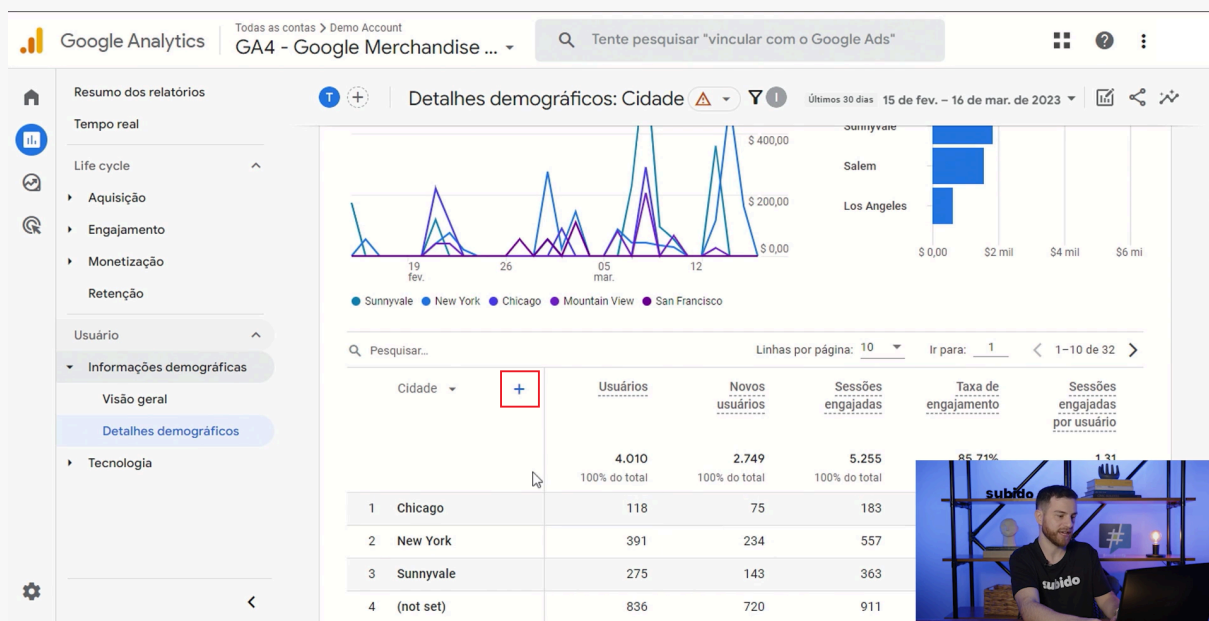 Google Analytics
Todas as contas > Demo Account
GA4 - Google Merchandise ...
Tente pesquisar "vincular com o Google Ads"
Resumo dos relatórios
Tempo real
Life cycle
Aquisição
Engajamento
Monetização
Retenção
Usuário
Informações demográficas
Visão geral
Detalhes demográficos
Tecnologia
T
Detalhes demográficos: Cidade
I
Últimos 30 dias 15 de fev. – 16 de mar. de 2023
$ 400,00
$ 200,00
$ 0,00
19 fev.
26
05 mar.
12
Sunnyvale New York Chicago Mountain View San Francisco
Sunnyvale
Salem
Los Angeles
$ 0,00 $2 mil $4 mil $6 mi
Pesquisar...
Linhas por página: 10
Ir para: 1
1–10 de 32
Cidade
+
Usuários
Novos usuários
Sessões engajadas
Taxa de engajamento
Sessões engajadas por usuário
4.010 2.749 5.255 85,71% 1,31
100% do total 100% do total 100% do total
1 Chicago 118 75 183
2 New York 391 234 557
3 Sunnyvale 275 143 363
4 (not set) 836 720 911
subido
#
subido